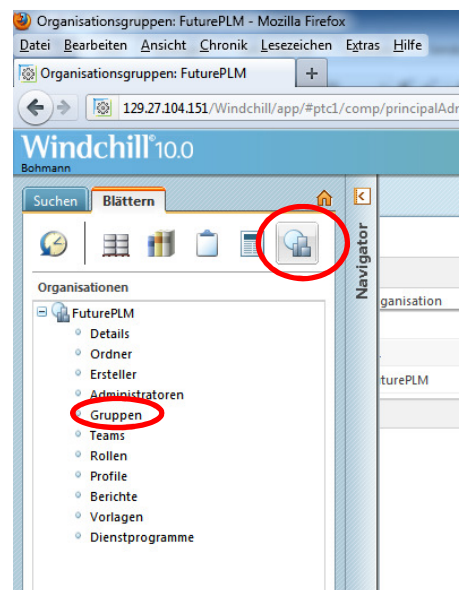 Organisationsgruppen: FuturePLM - Mozilla Firefox
Datei Bearbeiten Ansicht Chronik Lesezeichen Extras Hilfe
Organisationsgruppen: FuturePLM +
129.27.104.151/Windchill/app/#ptc1/comp/principalAdr
Windchill® 10.0
Bohmann
Suchen Blättern
Navigator
Organisationen
ganisation
FuturePLM
Details
Ordner
Ersteller
turePLM
Administratoren
Gruppen
Teams
Rollen
Profile
Berichte
Vorlagen
Dienstprogramme